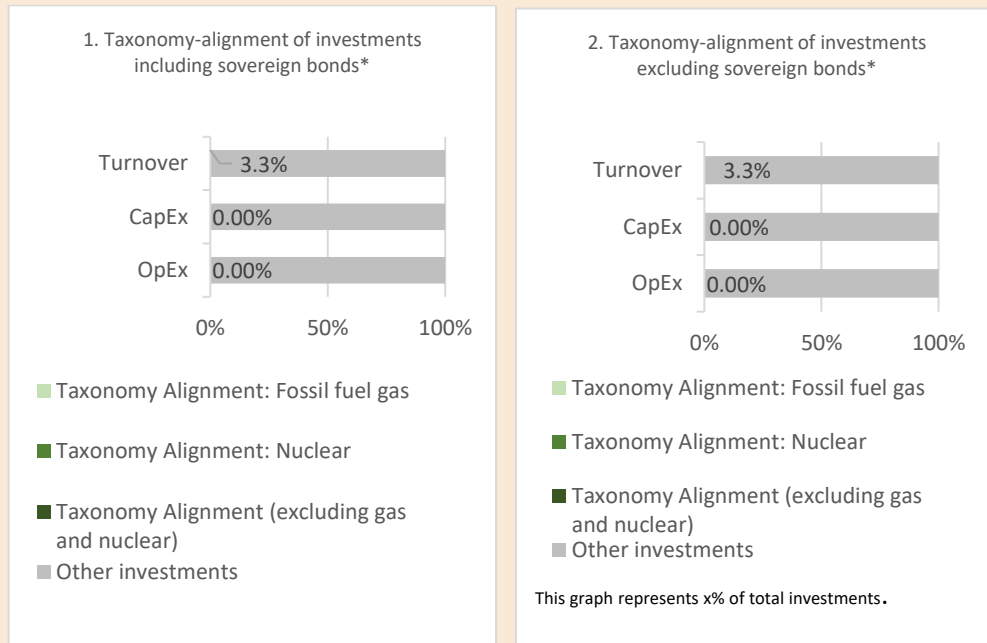 1. Taxonomy-alignment of investments
including sovereign bonds*
Turnover
3.3%
CapEx
0.00%
OpEx
0.00%
0%
50%
100%
Taxonomy Alignment: Fossil fuel gas
Taxonomy Alignment: Nuclear
Taxonomy Alignment (excluding gas
and nuclear)
Other investments
2. Taxonomy-alignment of investments
excluding sovereign bonds*
Turnover
3.3%
CapEx
0.00%
OpEx
0.00%
0%
50%
100%
Taxonomy Alignment: Fossil fuel gas
Taxonomy Alignment: Nuclear
Taxonomy Alignment (excluding gas
and nuclear)
Other investments
This graph represents x% of total investments.